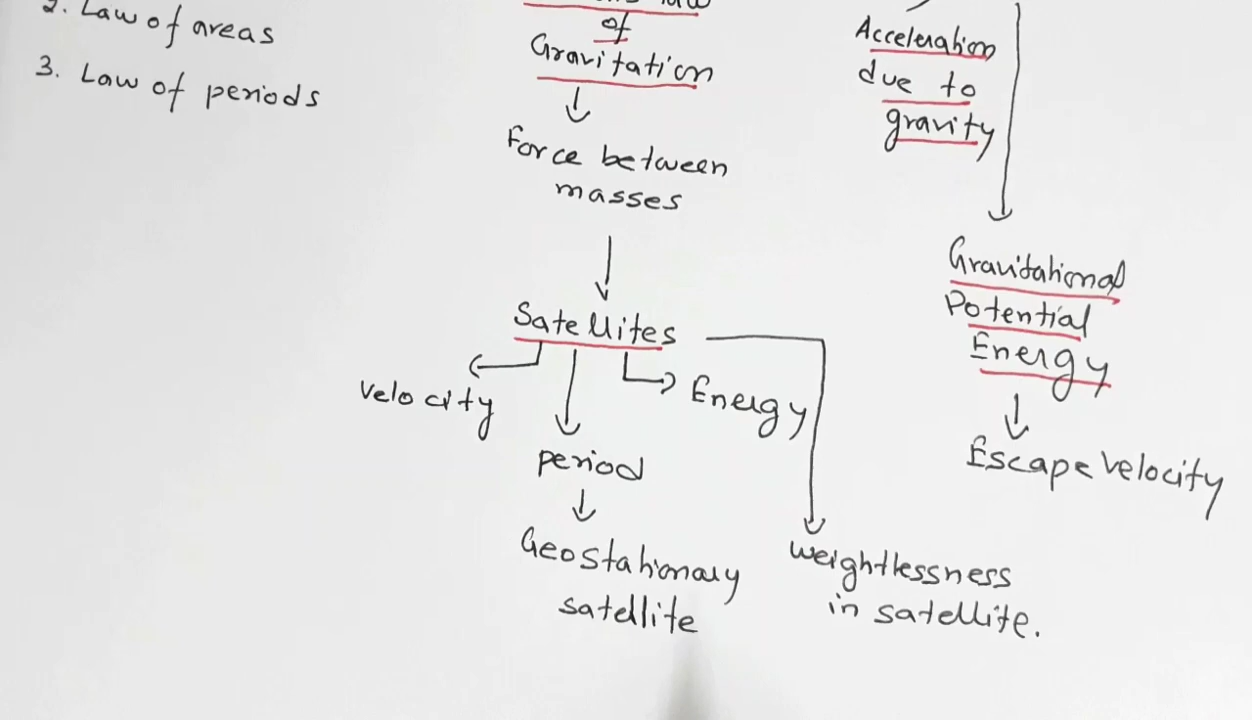 2. Law of areas
3. Law of periods
of
Gravitation
Force between
masses
Satellites
Velocity
Energy
period
Geostationary
satellite
weightlessness
in satellite.
Acceleration
due to
gravity
Gravitational
Potential
Energy
Escape Velocity